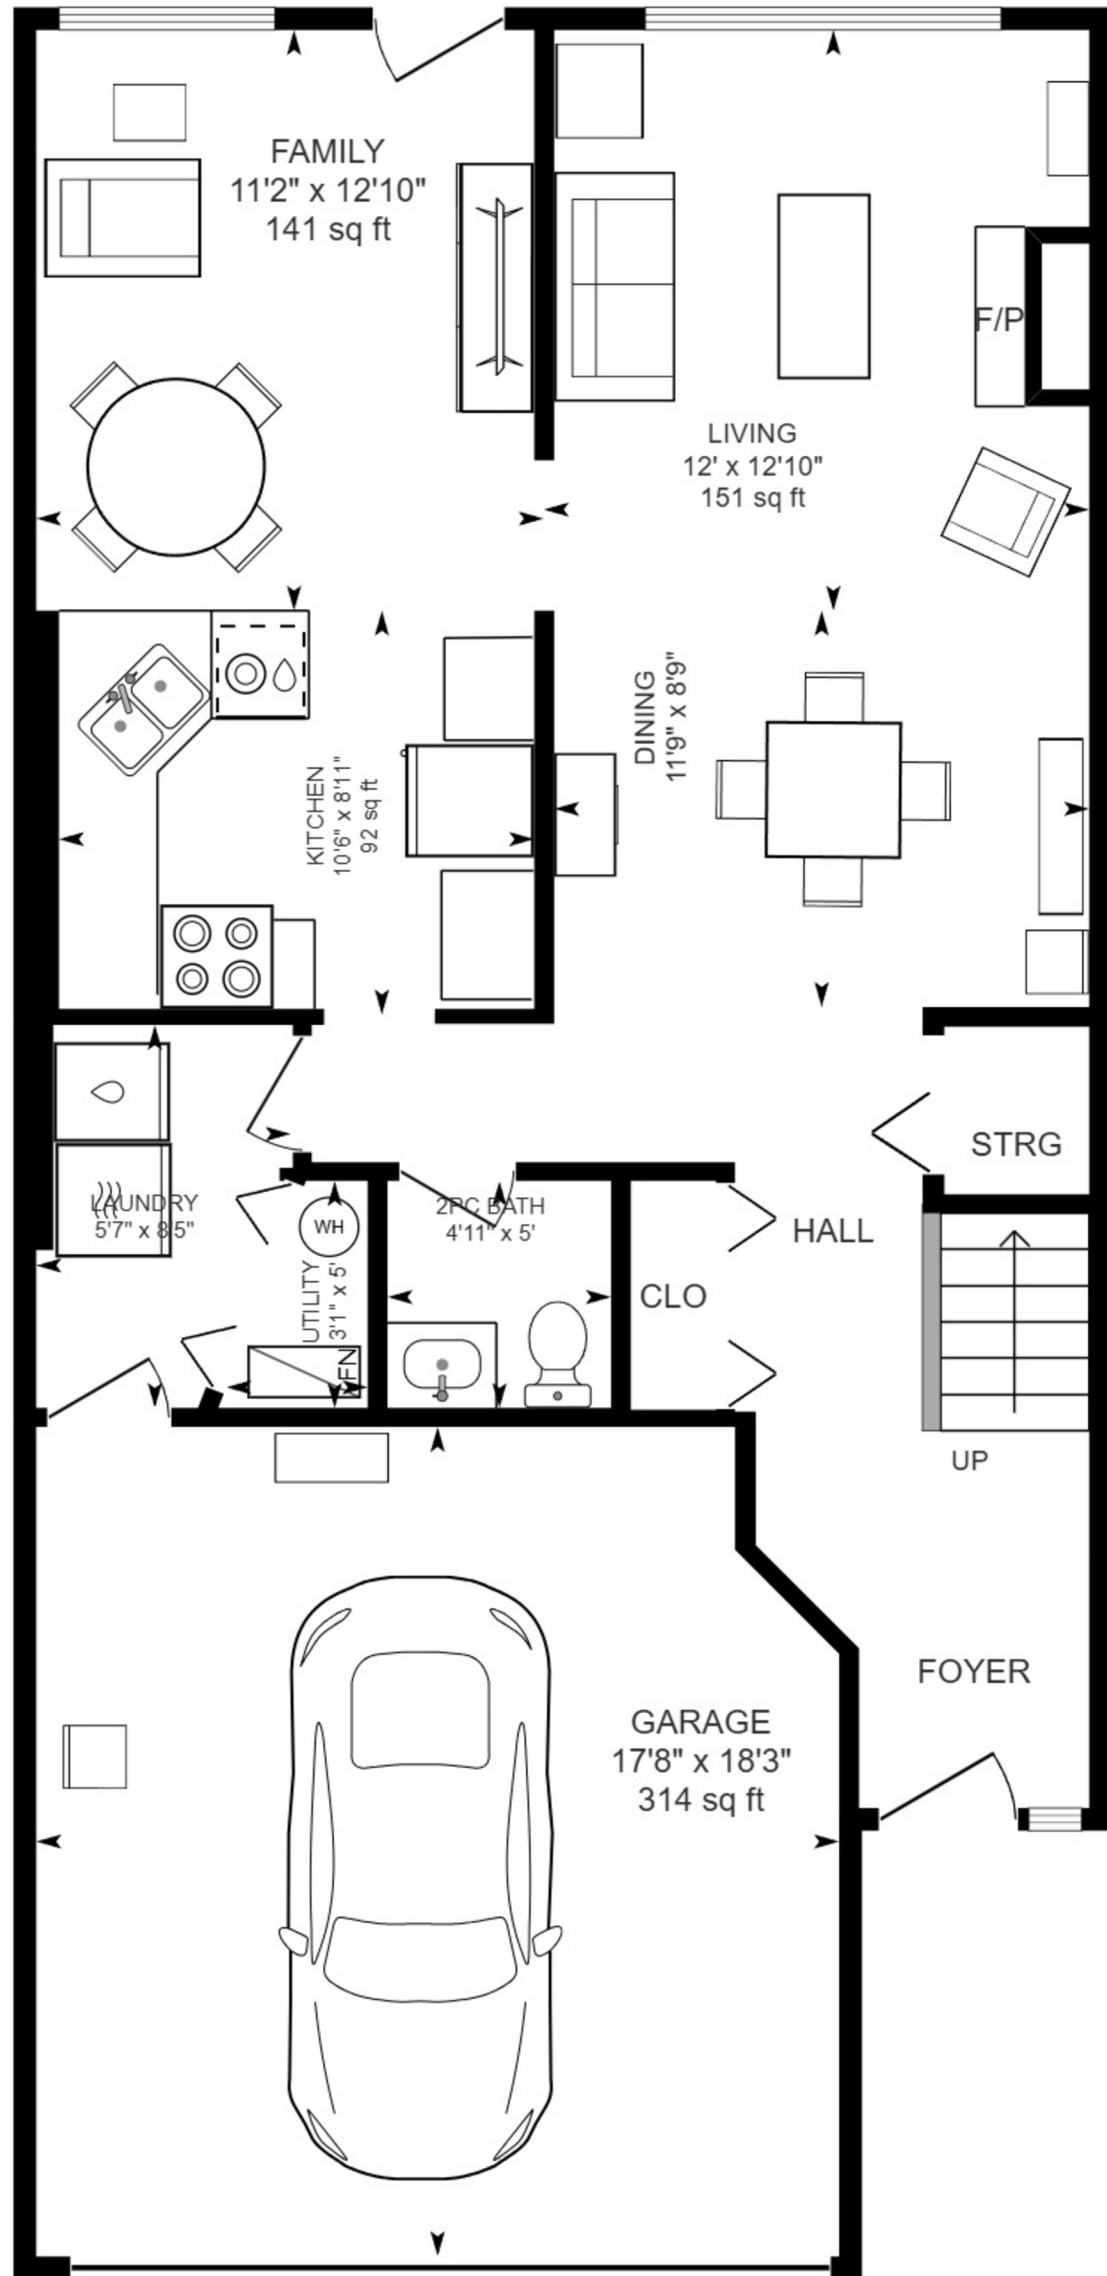 FAMILY
11'2" x 12'10"
141 sq ft
F/P
LIVING
12' x 12'10"
151 sq ft
DINING
11'9" x 8'9"
KITCHEN
10'6" x 8'11"
92 sq ft
STRG
LAUNDRY
5'7" x 8'5"
WH
UTILITY
3'1" x 5'
FN
2PC BATH
4'11" x 5'
CLO
HALL
UP
FOYER
GARAGE
17'8" x 18'3"
314 sq ft